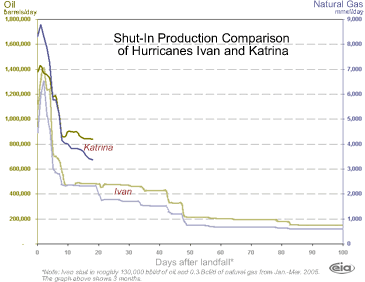 Oil
barrels/day
Natural Gas
mmcf/day
Shut-In Production Comparison
of Hurricanes Ivan and Katrina
1,800,000
1,600,000
1,400,000
1,200,000
1,000,000
800,000
600,000
400,000
200,000
9,000
8,000
7,000
6,000
5,000
4,000
3,000
2,000
1,000
0
Katrina
Ivan
0 10 20 30 40 50 60 70 80 90 100
Days after landfall*
*Note: Ivan shut in roughly 130,000 bbl/d of oil and 0.3 Bcf/d of natural gas from Jan.-Mar. 2005.
The graph above shows 3 months.
eia